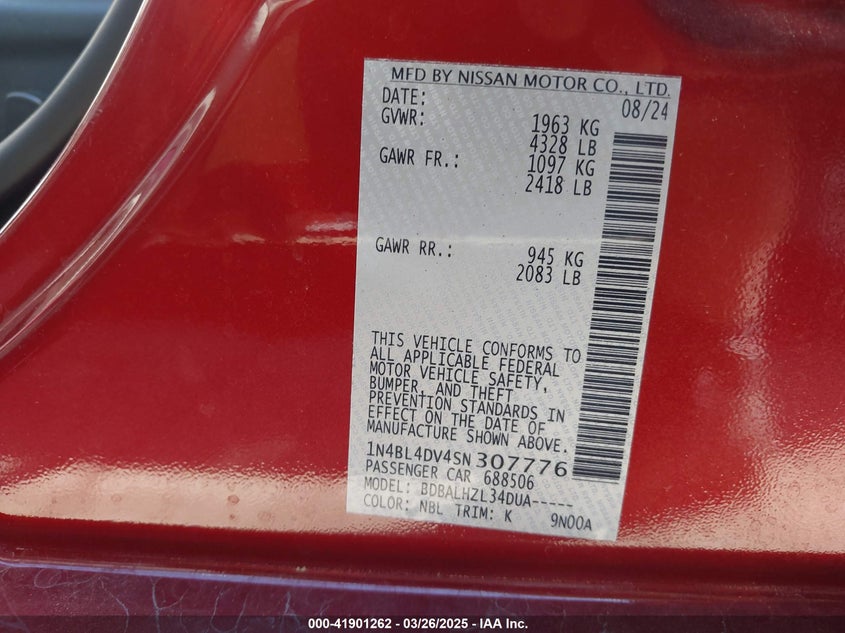 MFD BY NISSAN MOTOR CO., LTD.
DATE: 08/24
GVWR: 1963 KG
4328 LB
GAWR FR.: 1097 KG
2418 LB
GAWR RR.: 945 KG
2083 LB
THIS VEHICLE CONFORMS TO
ALL APPLICABLE FEDERAL
MOTOR VEHICLE SAFETY,
BUMPER, AND THEFT
PREVENTION STANDARDS IN
EFFECT ON THE DATE OF
MANUFACTURE SHOWN ABOVE.
1N4BL4DV4SN307776
PASSENGER CAR 688506
MODEL: BDBALHZL34DUA-----
COLOR: NBL TRIM: K 9N00A
000-41901262 - 03/26/2025 - IAA Inc.